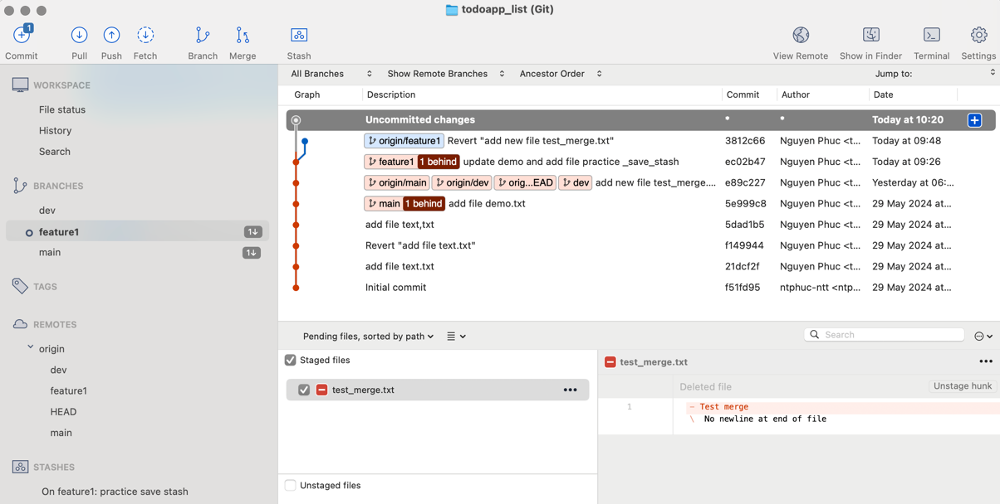 todoapp_list (Git)
1
Commit Pull Push Fetch Branch Merge Stash View Remote Show in Finder Terminal Settings
WORKSPACE
File status
History
Search
BRANCHES
dev
feature1 1↓
main 1↓
TAGS
REMOTES
origin
dev
feature1
HEAD
main
STASHES
On feature1: practice save stash
All Branches Show Remote Branches Ancestor Order Jump to:
Graph Description Commit Author Date
Uncommitted changes * * Today at 10:20
origin/feature1 Revert "add new file test_merge.txt" 3812c66 Nguyen Phuc <t... Today at 09:48
feature1 1 behind update demo and add file practice _save_stash ec02b47 Nguyen Phuc <t... Today at 09:26
origin/main origin/dev orig...EAD dev add new file test_merge.... e89c227 Nguyen Phuc <t... Yesterday at 06:...
main 1 behind add file demo.txt 5e999c8 Nguyen Phuc <t... 29 May 2024 at...
add file text,txt 5dad1b5 Nguyen Phuc <t... 29 May 2024 at...
Revert "add file text.txt" f149944 Nguyen Phuc <t... 29 May 2024 at...
add file text.txt 21dcf2f Nguyen Phuc <t... 29 May 2024 at...
Initial commit f51fd95 ntphuc-ntt <ntp... 29 May 2024 at...
Pending files, sorted by path Search
Staged files
test_merge.txt
Unstaged files
test_merge.txt
Deleted file Unstage hunk
1 - Test merge
\ No newline at end of file